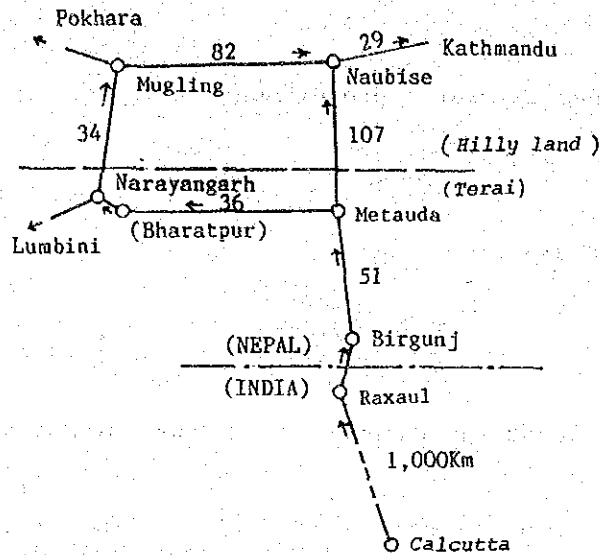 Pokhara
82
29
Kathmandu
Mugling
Naubise
34
107
(Hilly land)
(Terai)
Narayangarh
36
Metauda
Lumbini
(Bharatpur)
51
(NEPAL)
Birgunj
(INDIA)
Raxaul
1,000Km
Calcutta